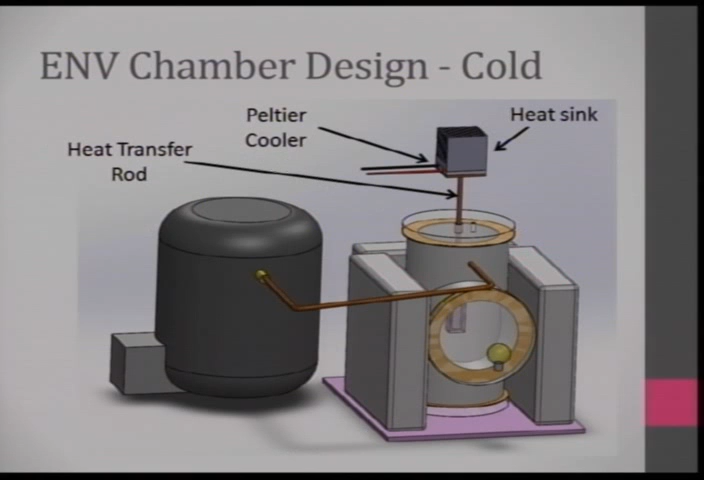 ENV Chamber Design - Cold
Peltier
Cooler
Heat sink
Heat Transfer
Rod